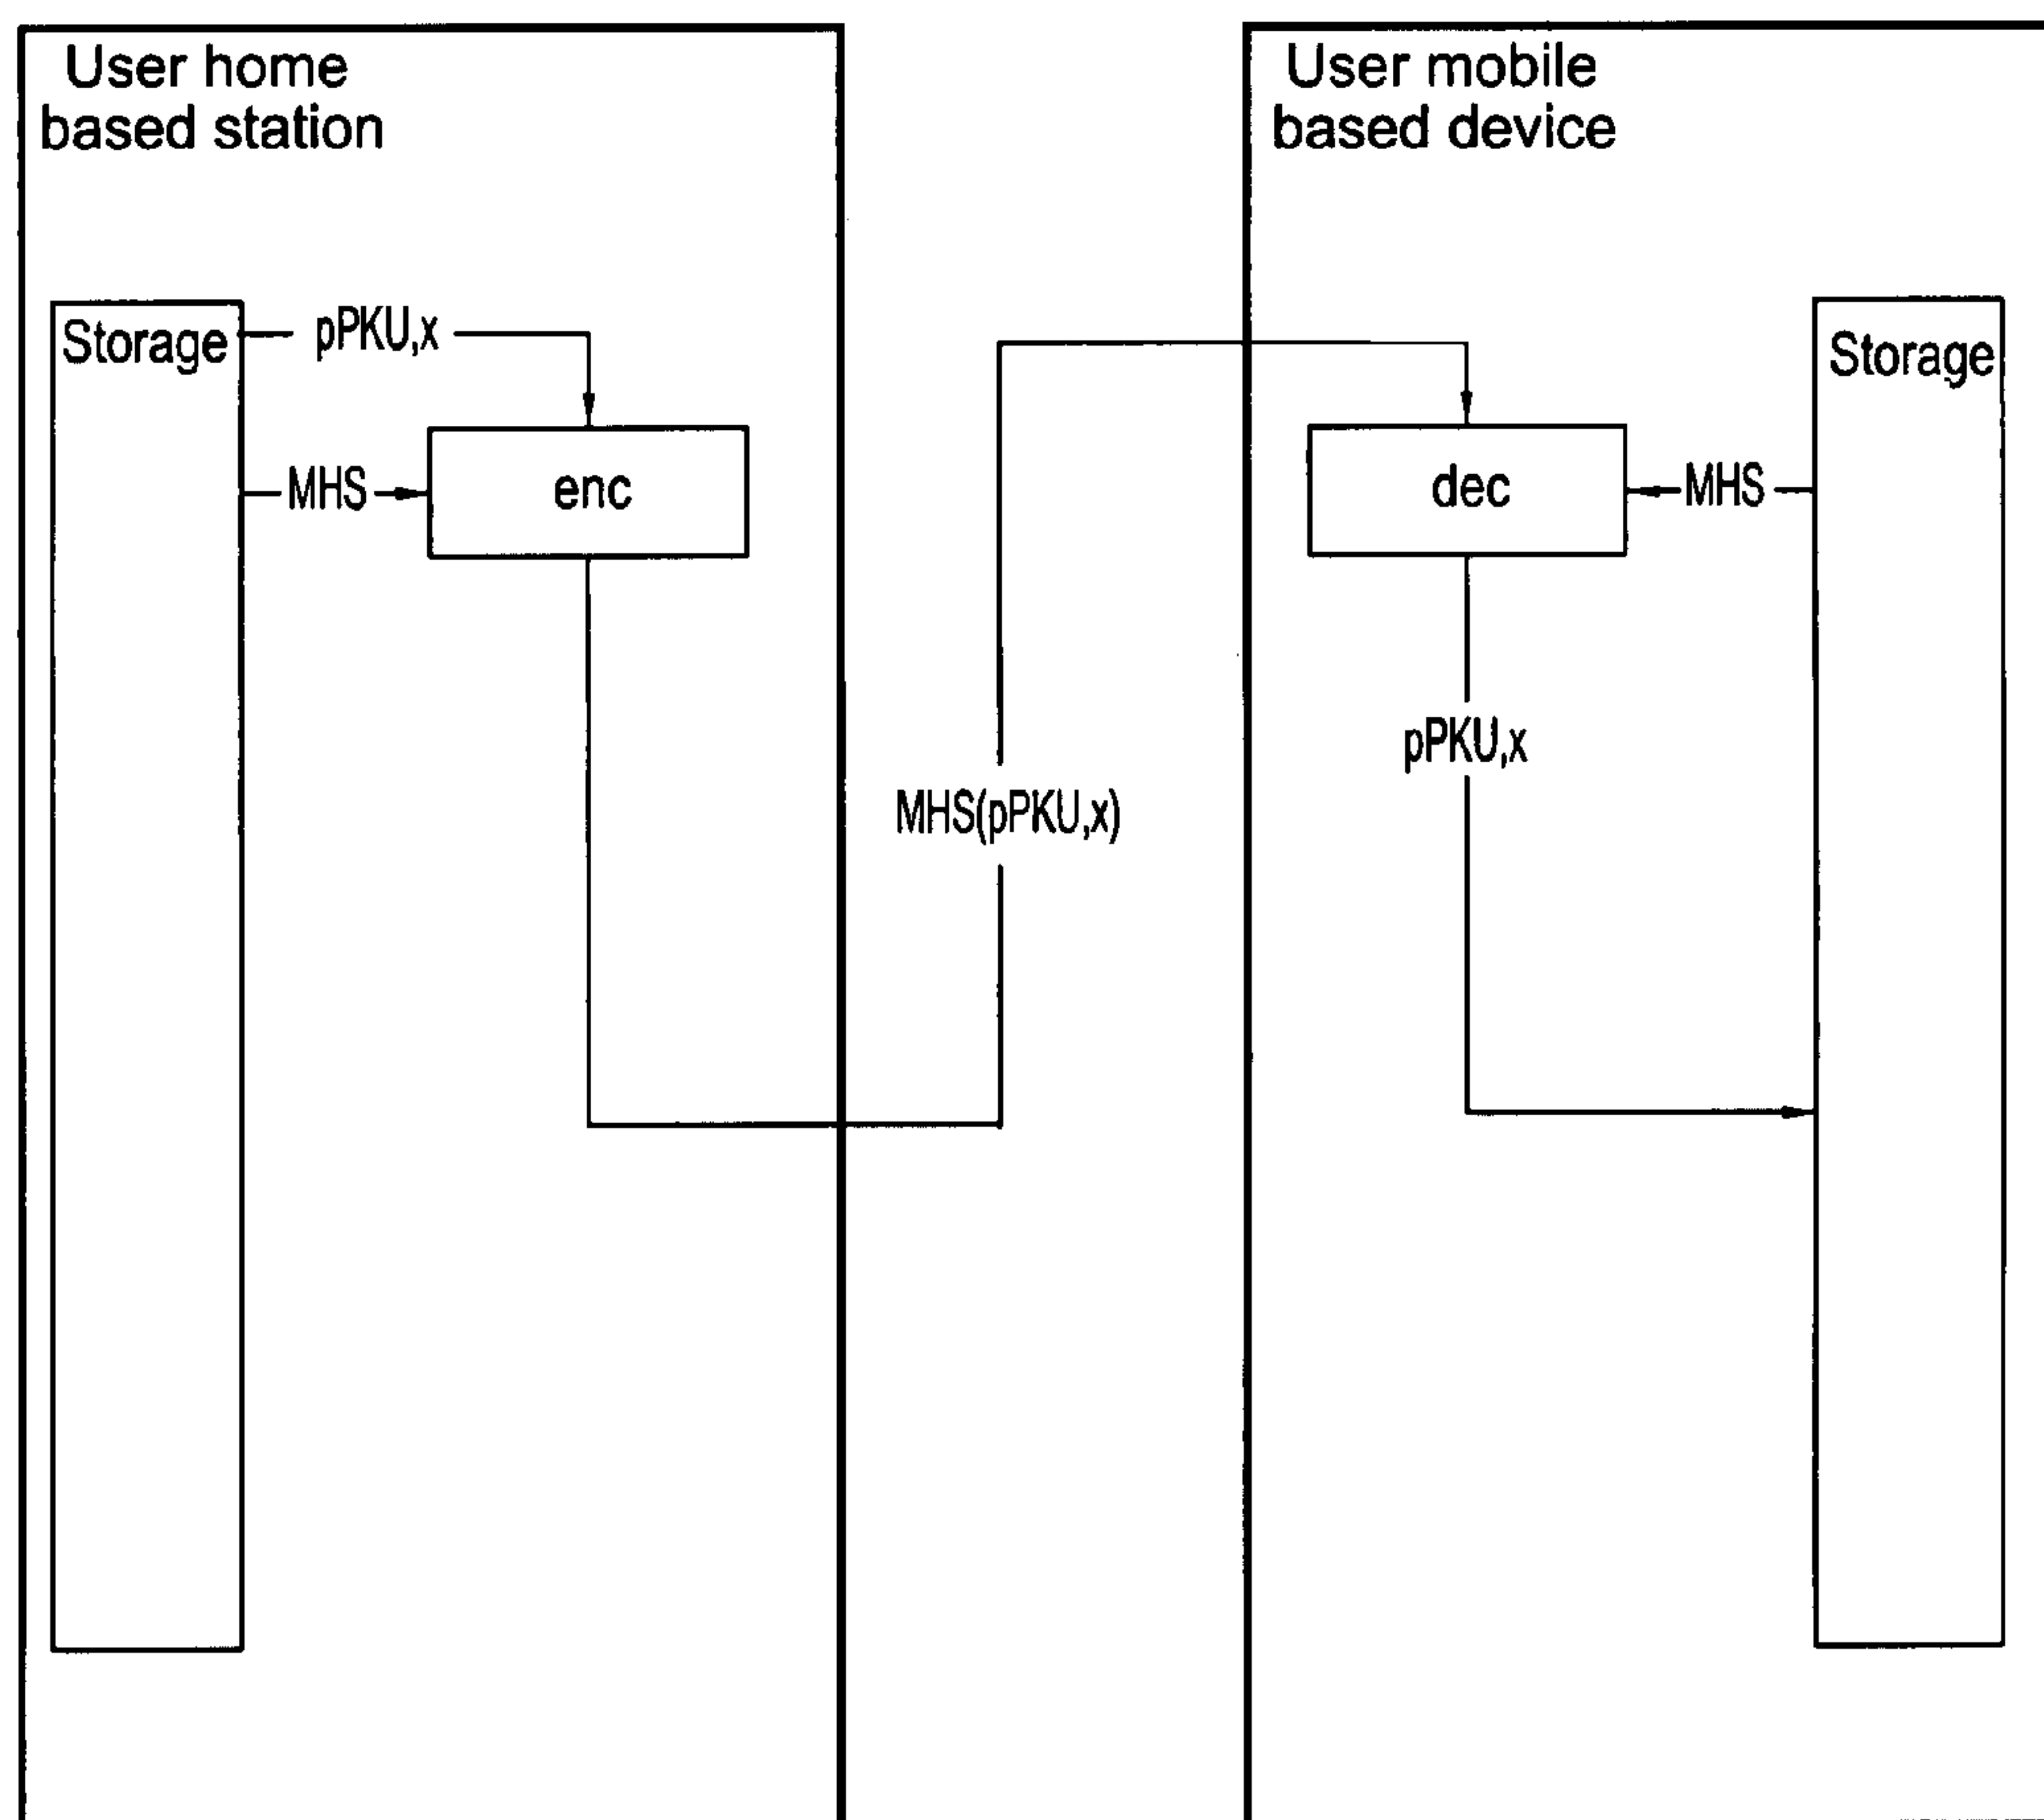 User home
based station
User mobile
based device
Storage
pPKU,x
Storage
MHS
enc
dec
MHS
pPKU,x
MHS(pPKU,x)